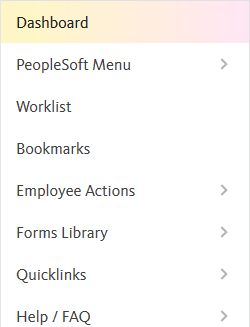 Dashboard
PeopleSoft Menu
Worklist
Bookmarks
Employee Actions
Forms Library
Quicklinks
Help / FAQ